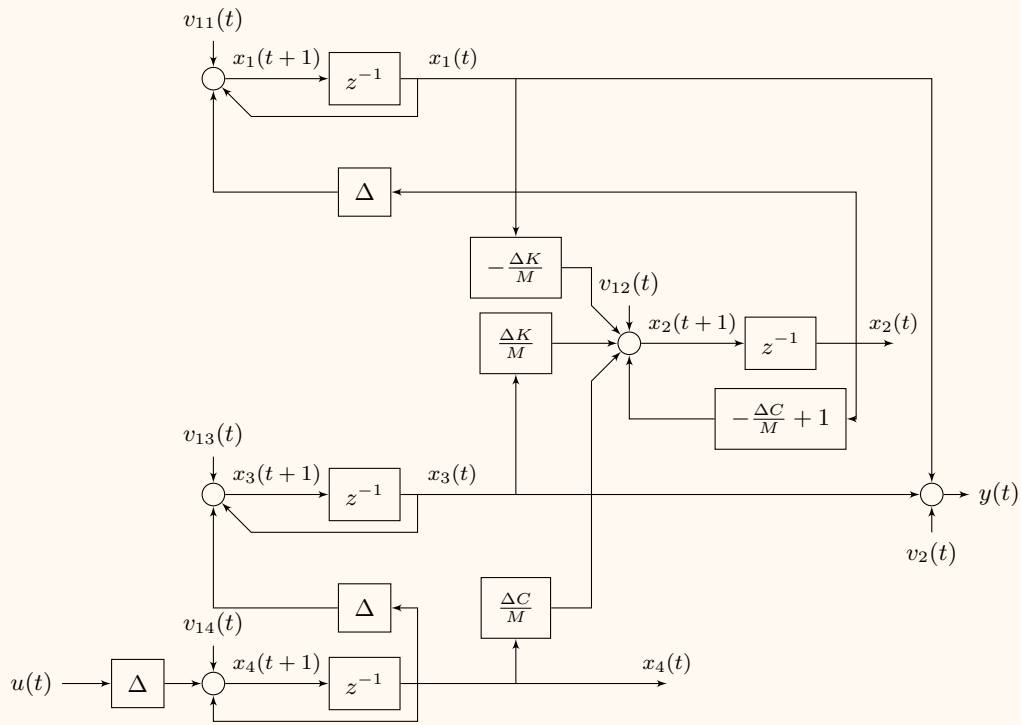 v₁₁(t)
x₁(t + 1)
z⁻¹
x₁(t)
Δ
−ΔK/M
v₁₂(t)
ΔK/M
x₂(t + 1)
z⁻¹
x₂(t)
−ΔC/M + 1
v₁₃(t)
x₃(t + 1)
z⁻¹
x₃(t)
y(t)
v₂(t)
Δ
ΔC/M
v₁₄(t)
u(t)
Δ
x₄(t + 1)
z⁻¹
x₄(t)